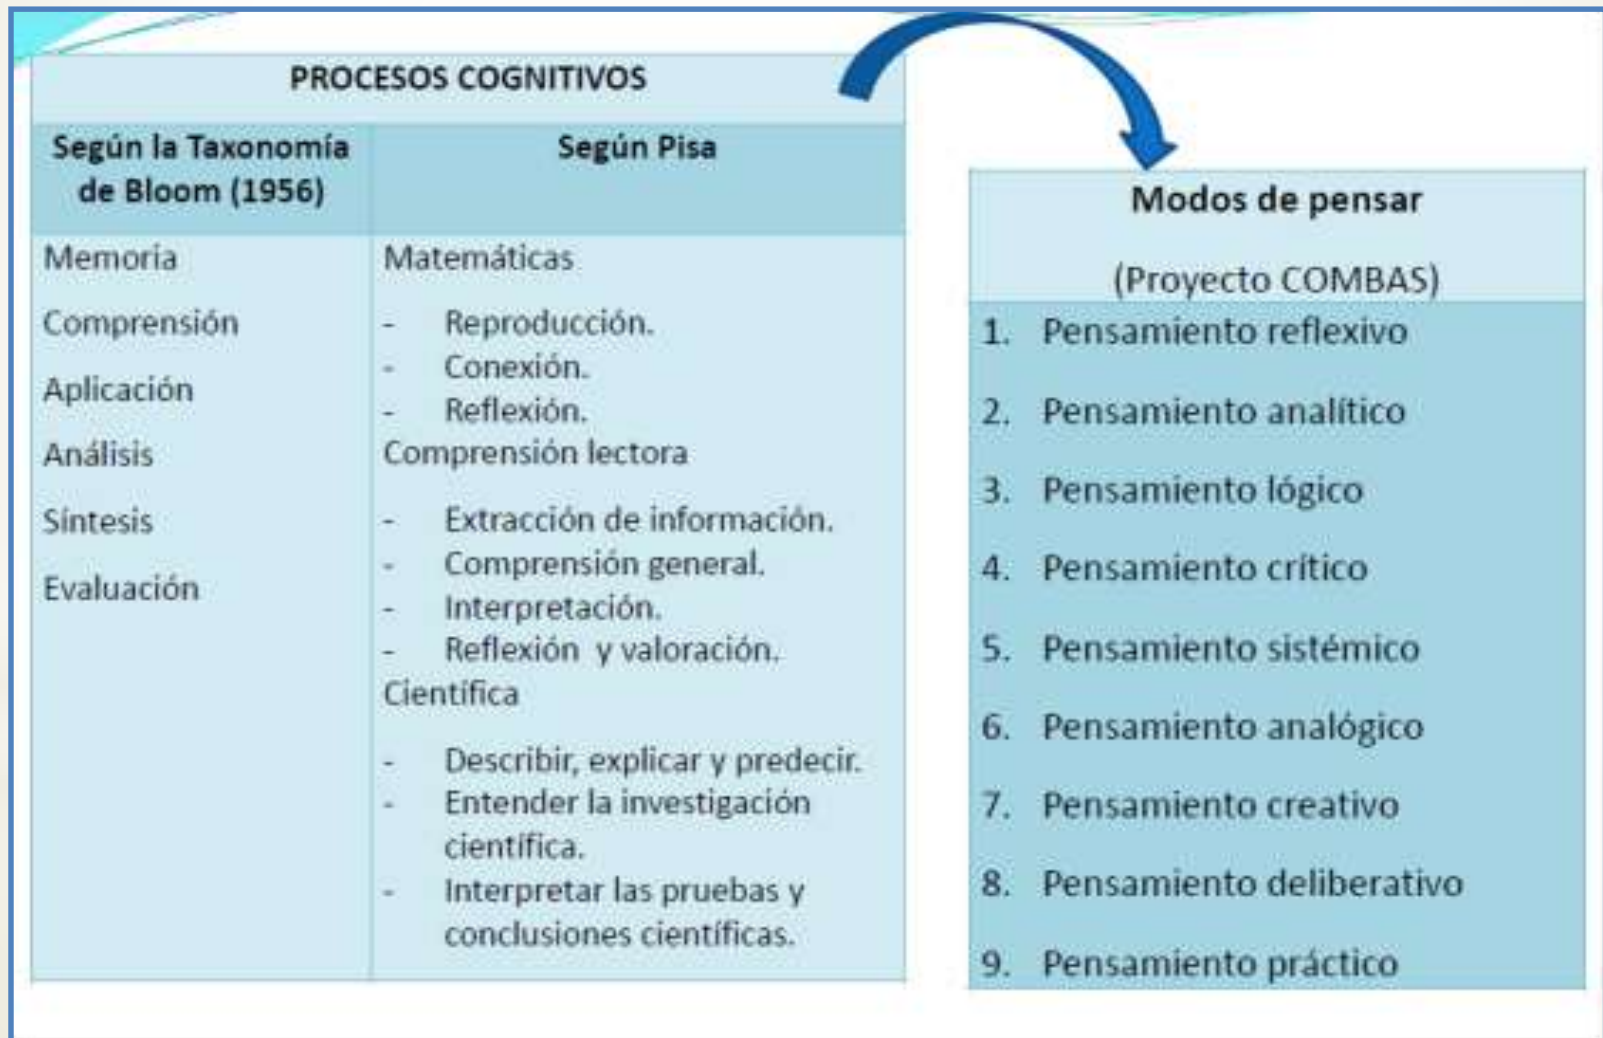 PROCESOS COGNITIVOS
Según la Taxonomía
de Bloom (1956)
Según Pisa
Memoria
Comprensión
Aplicación
Análisis
Síntesis
Evaluación
Matemáticas
- Reproducción.
- Conexión.
- Reflexión.
Comprensión lectora
- Extracción de información.
- Comprensión general.
- Interpretación.
- Reflexión y valoración.
Científica
- Describir, explicar y predecir.
- Entender la investigación
científica.
- Interpretar las pruebas y
conclusiones científicas.
Modos de pensar
(Proyecto COMBAS)
1. Pensamiento reflexivo
2. Pensamiento analítico
3. Pensamiento lógico
4. Pensamiento crítico
5. Pensamiento sistémico
6. Pensamiento analógico
7. Pensamiento creativo
8. Pensamiento deliberativo
9. Pensamiento práctico